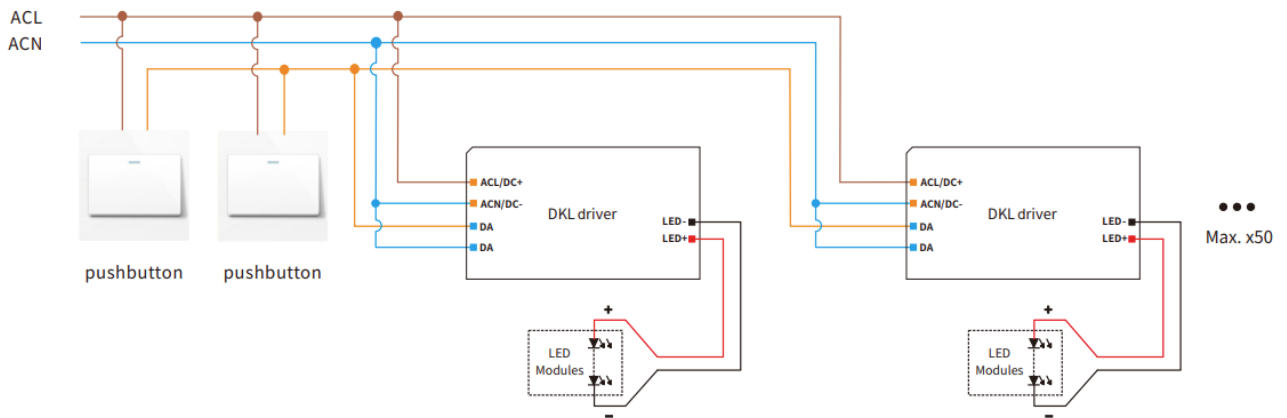 ACL
ACN
pushbutton
pushbutton
ACL/DC+
ACN/DC-
DA
DA
DKL driver
LED-
LED+
+
LED
Modules
-
ACL/DC+
ACN/DC-
DA
DA
DKL driver
LED-
LED+
+
LED
Modules
-
•••
Max. x50